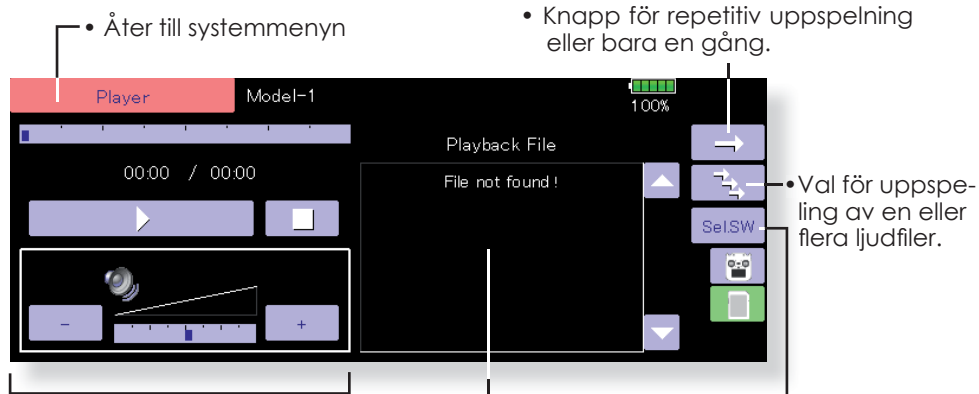 • Åter till systemmenyn
• Knapp för repetitiv uppspelning
eller bara en gång.
Player
Model-1
100%
Playback File
00:00 / 00:00
File not found !
• Val för uppspe-
ling av en eller
flera ljudfiler.
Sel.SW
−
+